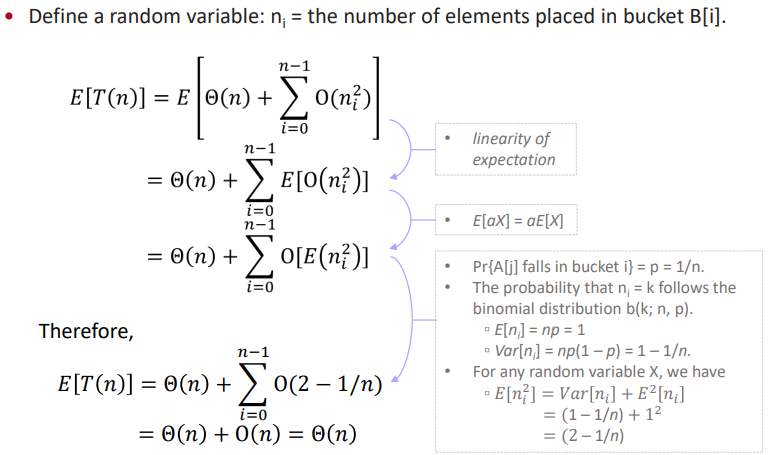 • Define a random variable: nᵢ = the number of elements placed in bucket B[i].
E[T(n)] = E [Θ(n) + ∑_{i=0}^{n−1} O(nᵢ²)]
• linearity of
expectation
= Θ(n) + ∑_{i=0}^{n−1} E[O(nᵢ²)]
• E[aX] = aE[X]
= Θ(n) + ∑_{i=0}^{n−1} O[E(nᵢ²)]
• Pr{A[j] falls in bucket i} = p = 1/n.
• The probability that nᵢ = k follows the
binomial distribution b(k; n, p).
▫ E[nᵢ] = np = 1
▫ Var[nᵢ] = np(1 – p) = 1 – 1/n.
• For any random variable X, we have
▫ E[nᵢ²] = Var[nᵢ] + E²[nᵢ]
= (1 − 1/n) + 1²
= (2 − 1/n)
Therefore,
E[T(n)] = Θ(n) + ∑_{i=0}^{n−1} O(2 − 1/n)
= Θ(n) + O(n) = Θ(n)